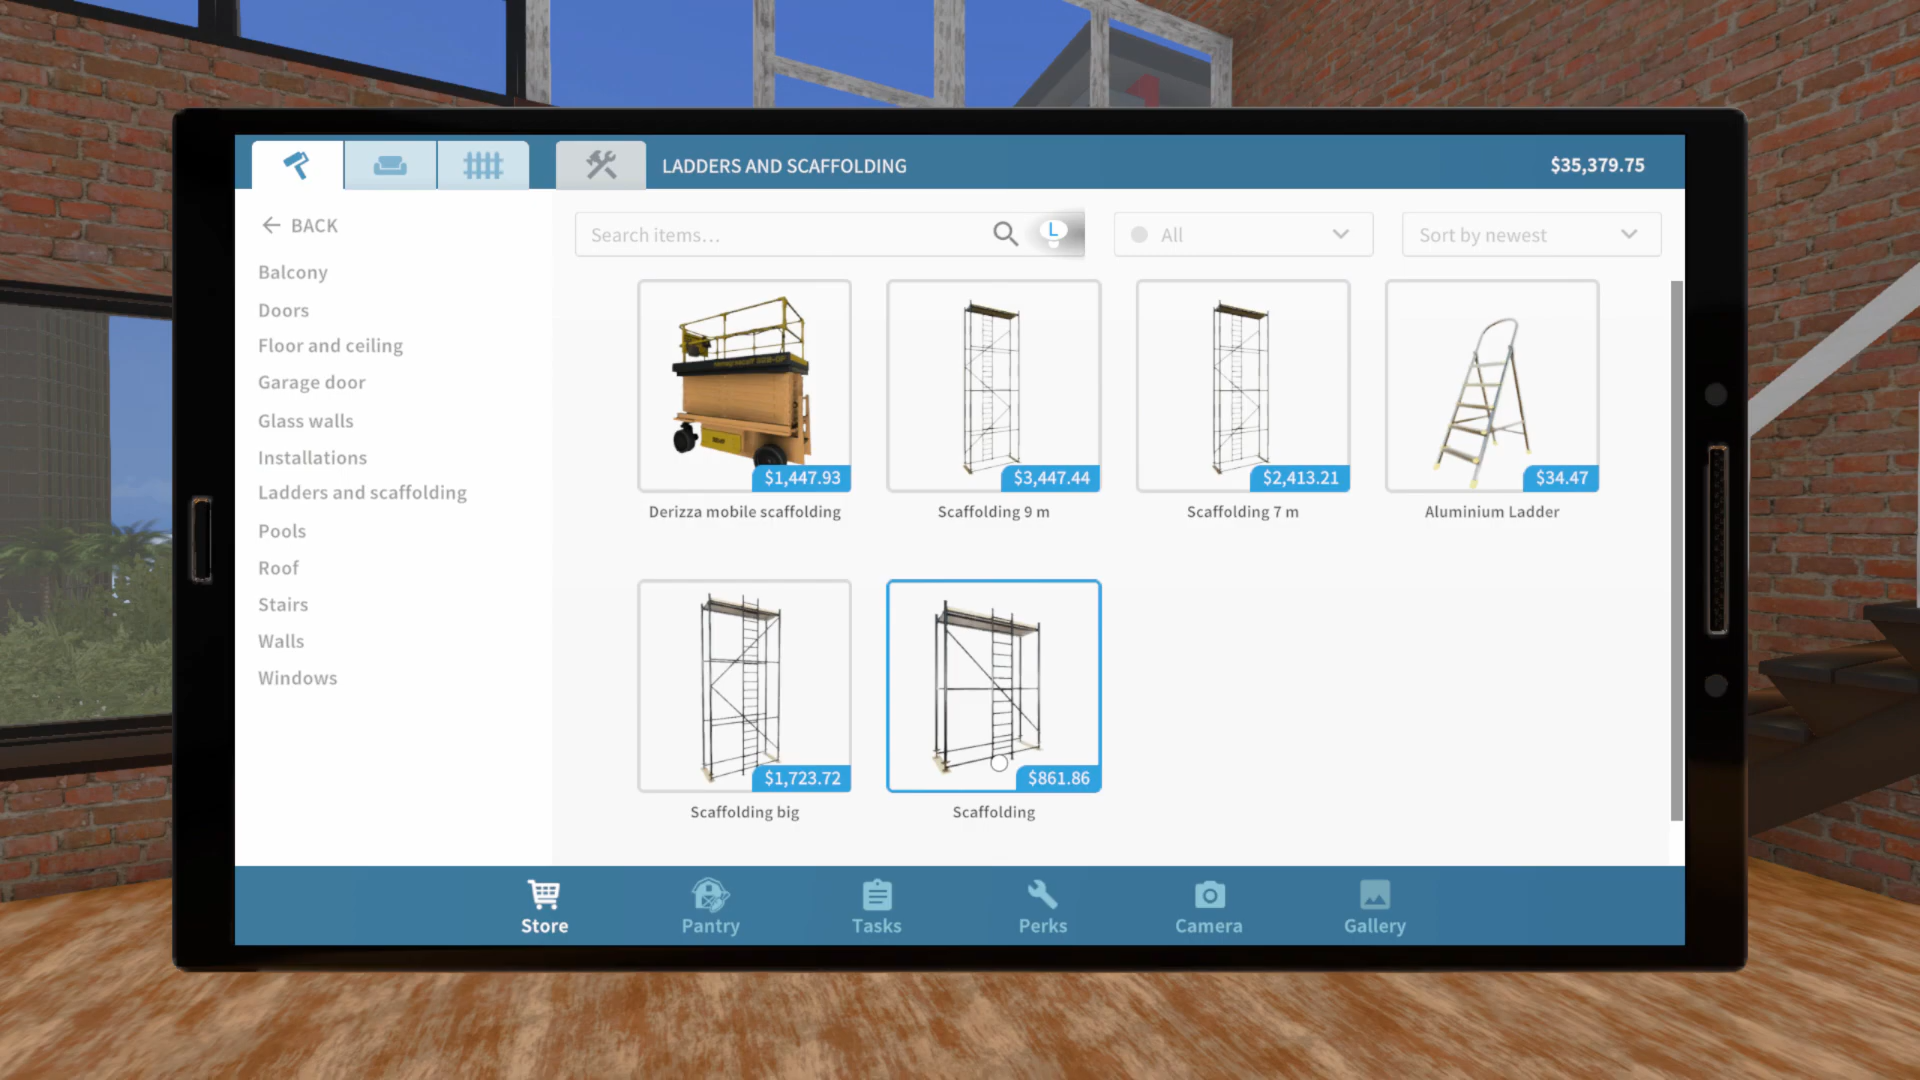 LADDERS AND SCAFFOLDING
$35,379.75
BACK
Search items...
L
All
Sort by newest
Balcony
Doors
Floor and ceiling
Garage door
Glass walls
Installations
Ladders and scaffolding
Pools
Roof
Stairs
Walls
Windows
$1,447.93
$3,447.44
$2,413.21
$34.47
Derizza mobile scaffolding
Scaffolding 9 m
Scaffolding 7 m
Aluminium Ladder
$1,723.72
$861.86
Scaffolding big
Scaffolding
Store
Pantry
Tasks
Perks
Camera
Gallery